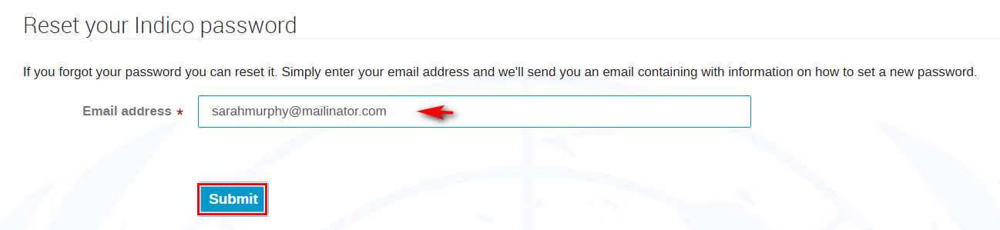 Reset your Indico password
If you forgot your password you can reset it. Simply enter your email address and we'll send you an email containing with information on how to set a new password.
Email address * sarahmurphy@mailinator.com
Submit